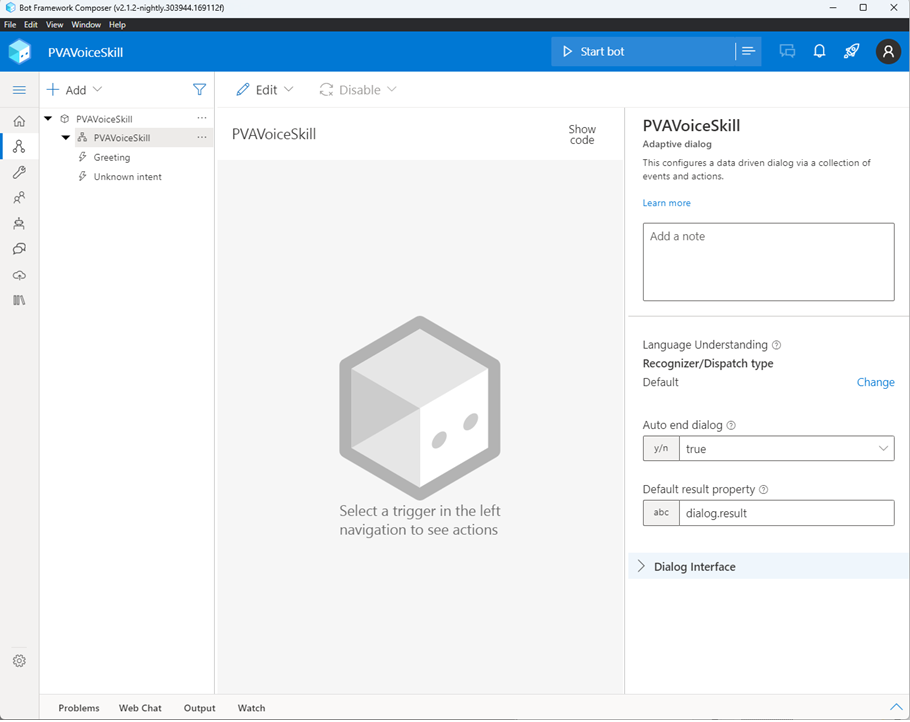 Bot Framework Composer (v2.1.2-nightly.303944.169112f)
File Edit View Window Help
PVAVoiceSkill
Start bot
Add
Edit
Disable
PVAVoiceSkill
PVAVoiceSkill
Greeting
Unknown intent
PVAVoiceSkill
Show
code
Select a trigger in the left
navigation to see actions
PVAVoiceSkill
Adaptive dialog
This configures a data driven dialog via a collection of
events and actions.
Learn more
Add a note
Language Understanding
Recognizer/Dispatch type
Default Change
Auto end dialog
y/n true
Default result property
abc dialog.result
Dialog Interface
Problems Web Chat Output Watch